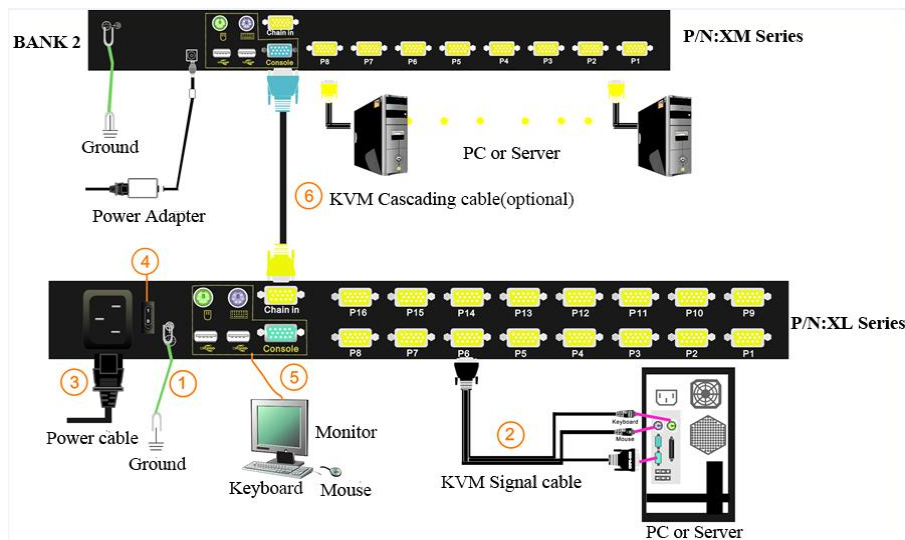 BANK 2
Chain in
Console
P8 P7 P6 P5 P4 P3 P2 P1
P/N:XM Series
Ground
Power Adapter
PC or Server
6 KVM Cascading cable(optional)
4
Chain in
Console
P16 P15 P14 P13 P12 P11 P10 P9
P8 P7 P6 P5 P4 P3 P2 P1
P/N:XL Series
3
1
5
2
Power cable
Ground
Monitor
Keyboard Mouse
KVM Signal cable
Keyboard
Mouse
PC or Server